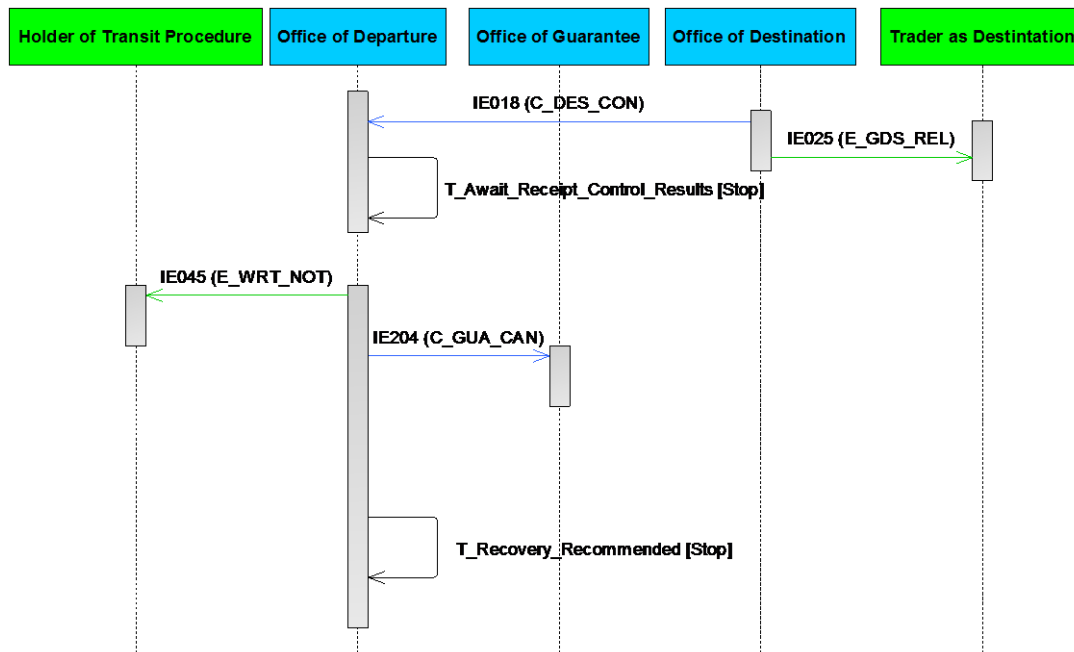 Holder of Transit Procedure
Office of Departure
Office of Guarantee
Office of Destination
Trader as Destintation
IE018 (C_DES_CON)
IE025 (E_GDS_REL)
T_Await_Receipt_Control_Results [Stop]
IE045 (E_WRT_NOT)
IE204 (C_GUA_CAN)
T_Recovery_Recommended [Stop]